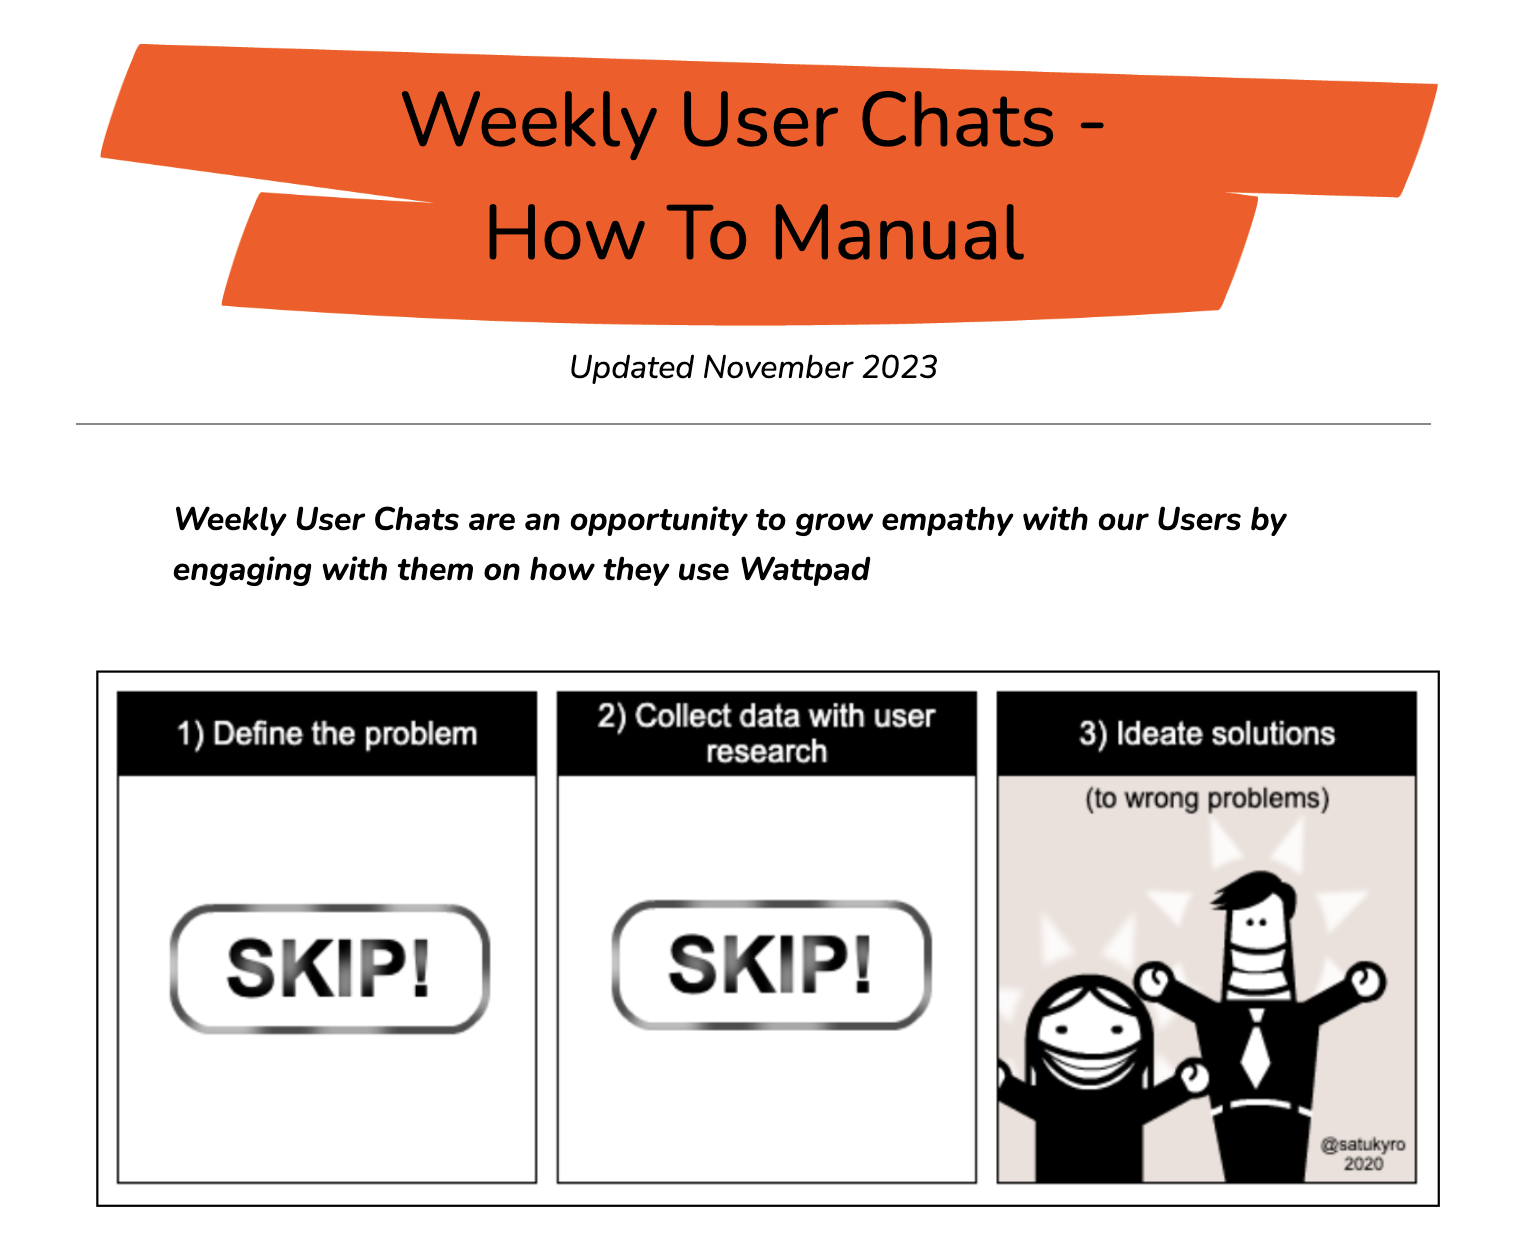 Weekly User Chats -
How To Manual
Updated November 2023
Weekly User Chats are an opportunity to grow empathy with our Users by
engaging with them on how they use Wattpad
1) Define the problem
SKIP!
2) Collect data with user
research
SKIP!
3) Ideate solutions
(to wrong problems)
@satukyro
2020